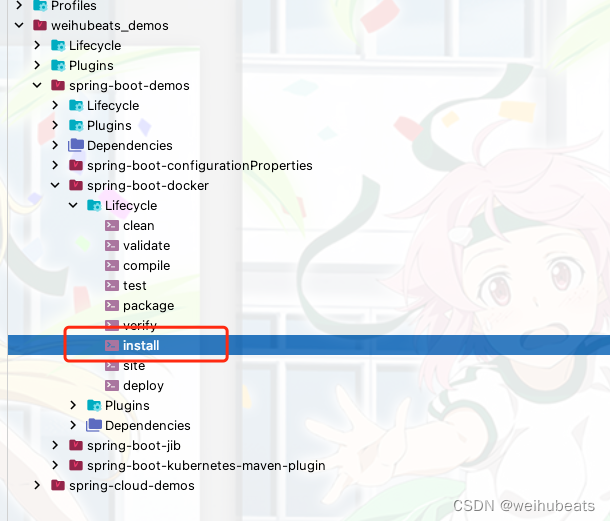 Profiles
weihubeats_demos
Lifecycle
Plugins
spring-boot-demos
Lifecycle
Plugins
Dependencies
spring-boot-configurationProperties
spring-boot-docker
Lifecycle
clean
validate
compile
test
package
verify
install
site
deploy
Plugins
Dependencies
spring-boot-jib
spring-boot-kubernetes-maven-plugin
spring-cloud-demos
CSDN @weihubeats